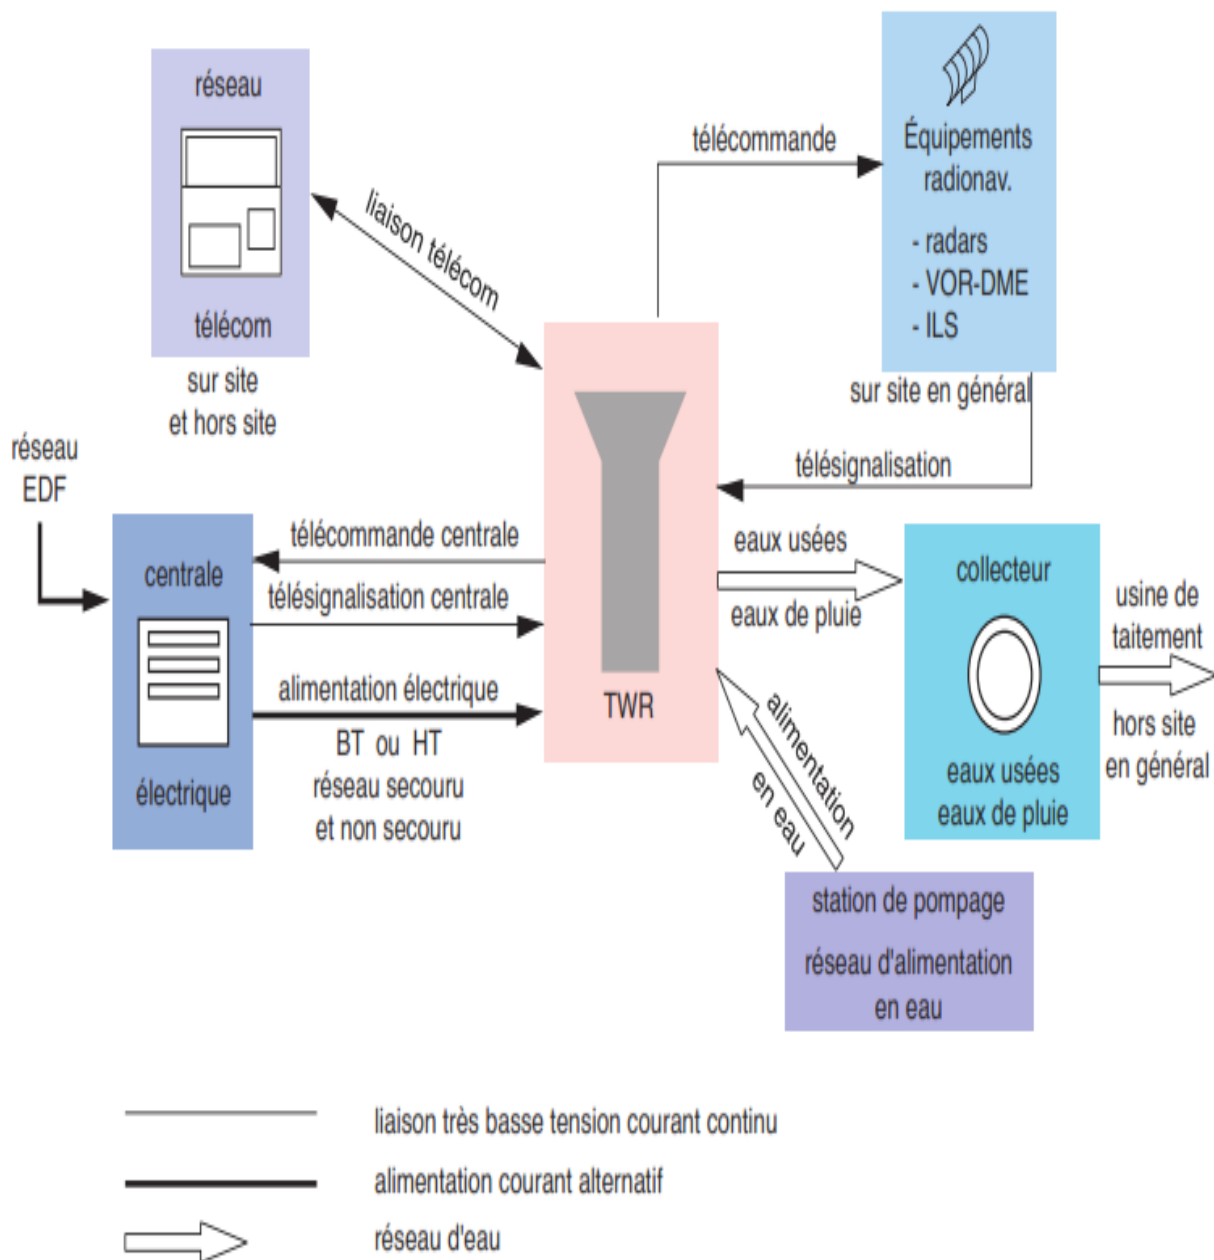 réseau
télécom
sur site
et hors site
liaison télécom
télécommande
Équipements
radionav.
- radars
- VOR-DME
- ILS
sur site en général
télésignalisation
réseau
EDF
centrale
électrique
télécommande centrale
télésignalisation centrale
alimentation électrique
BT ou HT
réseau secouru
et non secouru
TWR
eaux usées
eaux de pluie
collecteur
eaux usées
eaux de pluie
usine de
taitement
hors site
en général
alimentation
en eau
station de pompage
réseau d'alimentation
en eau
liaison très basse tension courant continu
alimentation courant alternatif
réseau d'eau